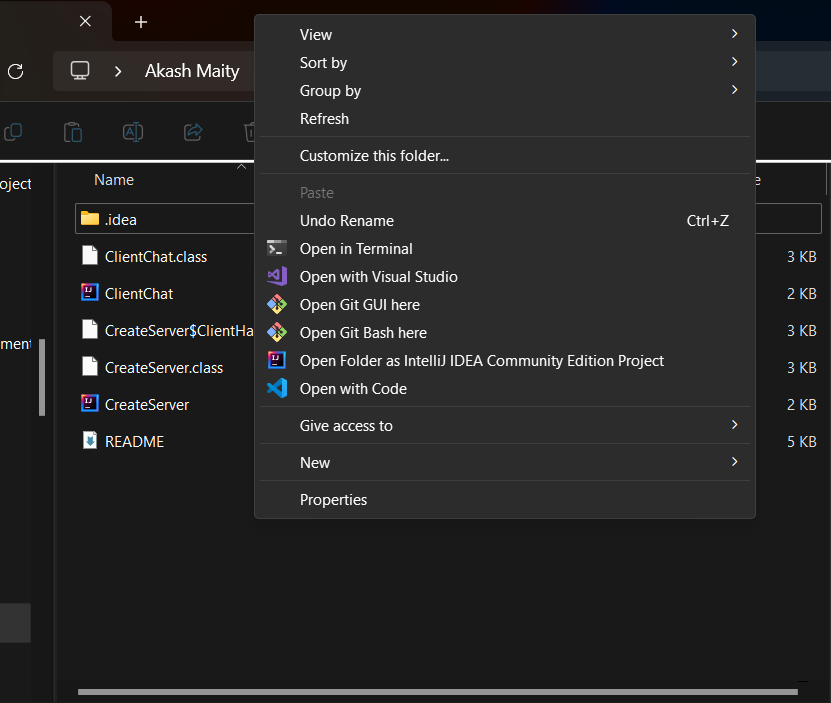 Akash Maity
View
Sort by
Group by
Refresh
Customize this folder...
Paste
Undo Rename Ctrl+Z
Open in Terminal
Open with Visual Studio
Open Git GUI here
Open Git Bash here
Open Folder as IntelliJ IDEA Community Edition Project
Open with Code
Give access to
New
Properties
oject
ment
Name
e
.idea
ClientChat.class 3 KB
ClientChat 2 KB
CreateServer$ClientHa 3 KB
CreateServer.class 3 KB
CreateServer 2 KB
README 5 KB